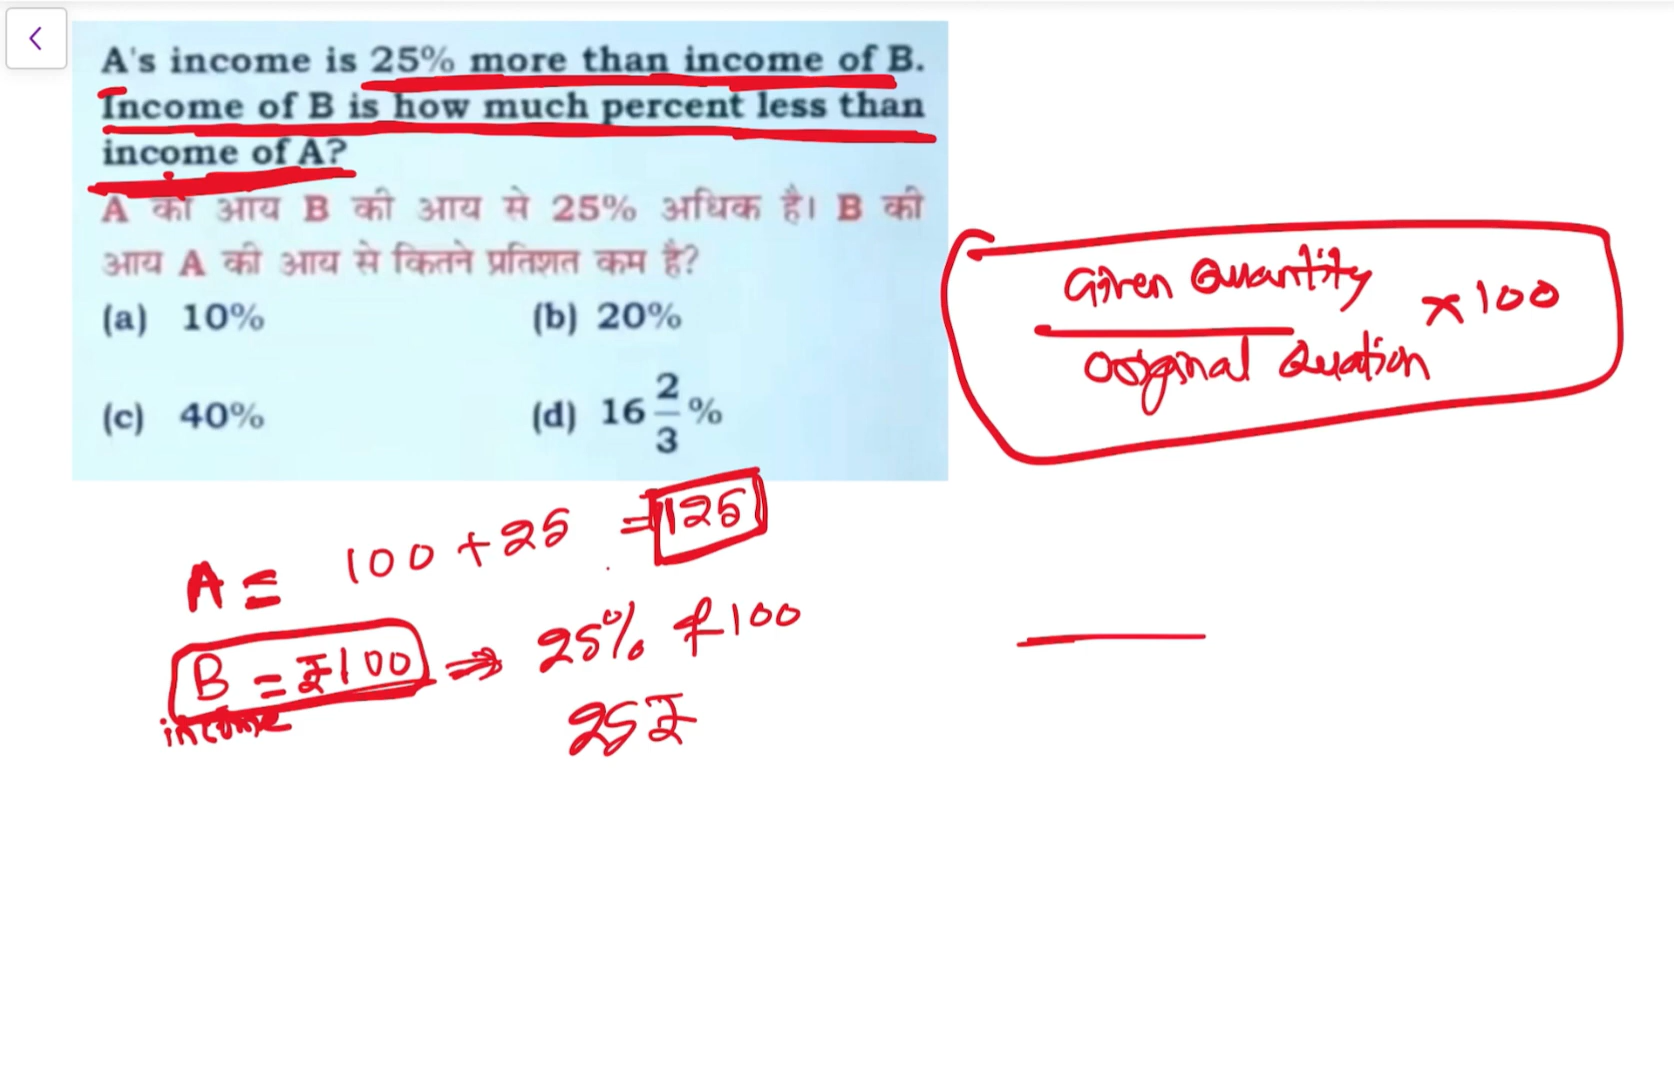 A's income is 25% more than income of B.
Income of B is how much percent less than
income of A?
A की आय B की आय से 25% अधिक है। B की
आय A की आय से कितने प्रतिशत कम है?
(a) 10% (b) 20%
(c) 40% (d) 16 2/3 %
Given Quantity / Original Quation × 100
A = 100 + 25 = 125
B = ₹100 ⇒ 25% of 100
income
25₹